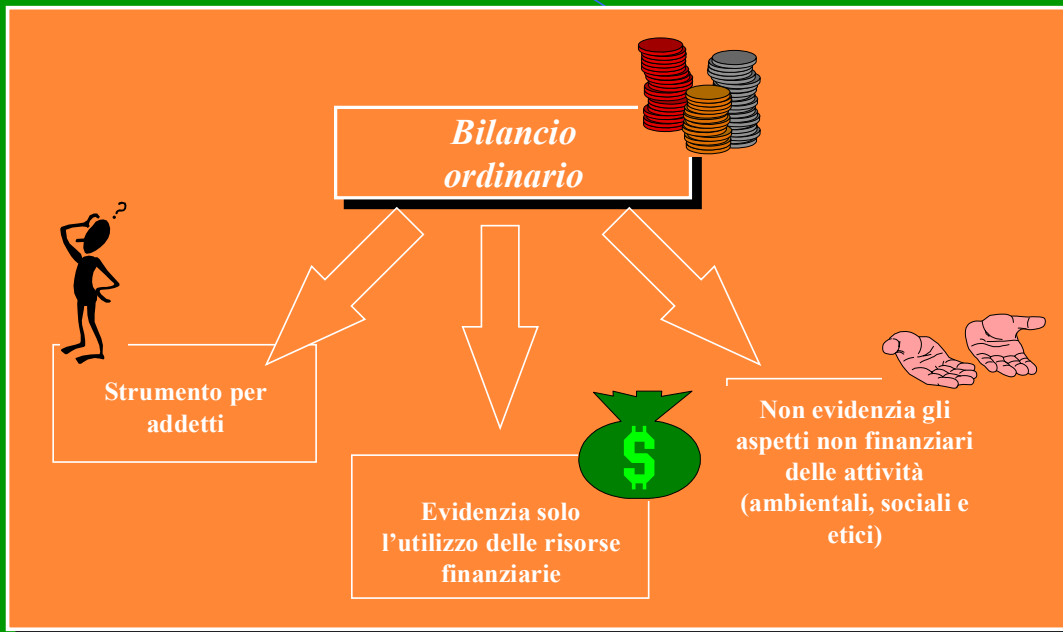 Bilancio
ordinario
?
Strumento per
addetti
$
Evidenzia solo
l'utilizzo delle risorse
finanziarie
Non evidenzia gli
aspetti non finanziari
delle attività
(ambientali, sociali e
etici)